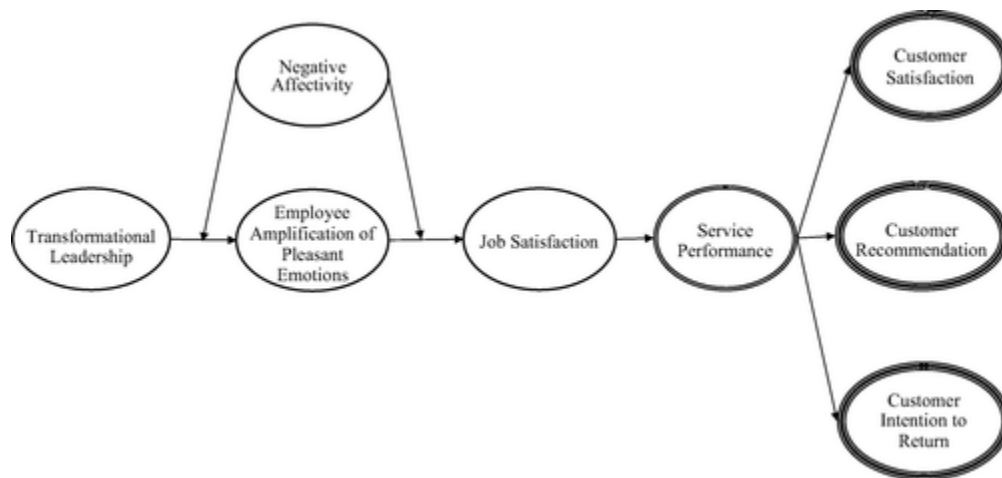 Negative
Affectivity
Customer
Satisfaction
Transformational
Leadership
Employee
Amplification of
Pleasant
Emotions
Job Satisfaction
Service
Performance
Customer
Recommendation
Customer
Intention to
Return